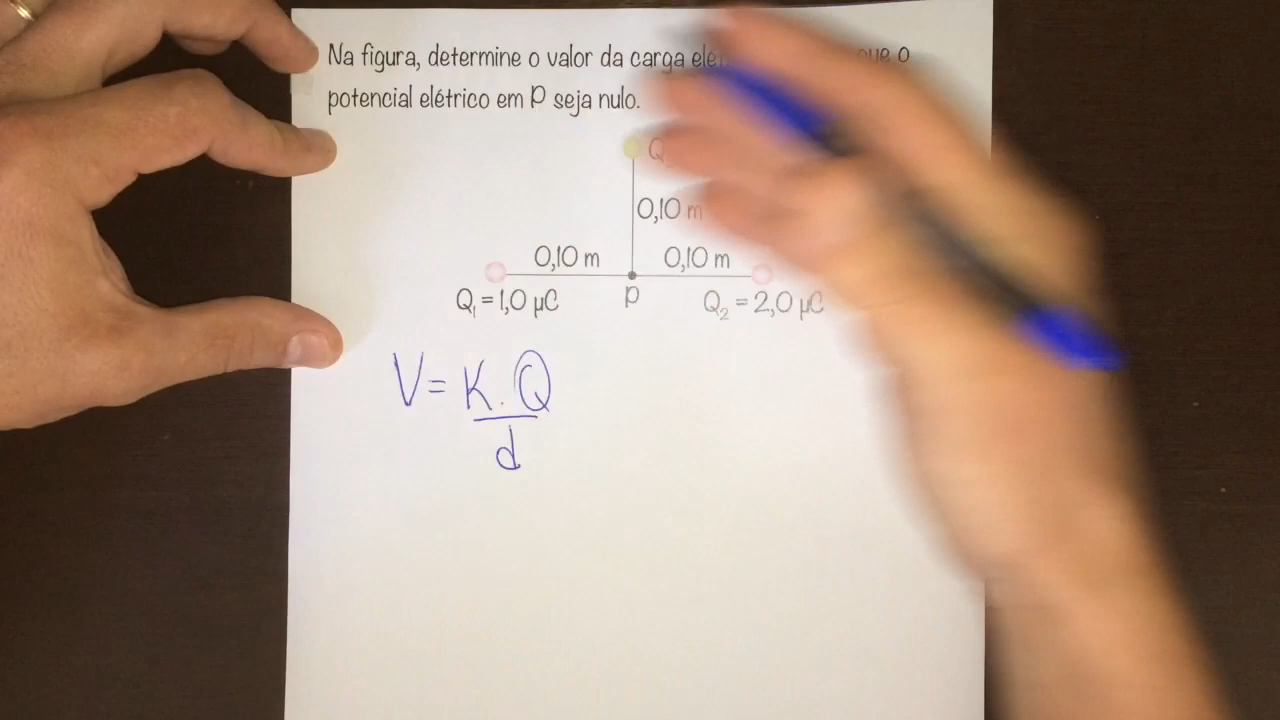 Na figura, determine o valor da carga que o
potencial elétrico em P seja nulo.
Q
0,10 m
0,10 m 0,10 m
Q₁ = 1,0 μC P Q₂ = 2,0 μC
V = K . Q
d